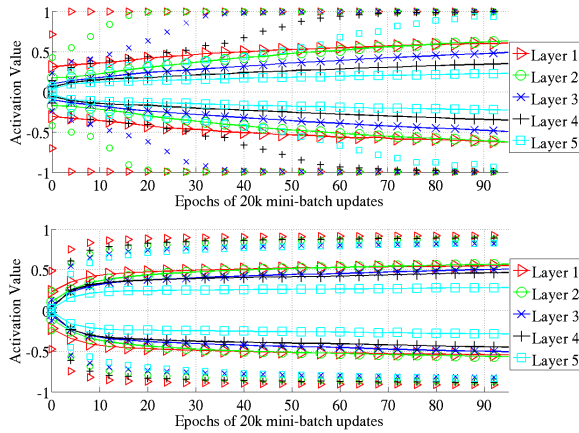 1
0.5
0
-0.5
-1
Activation Value
0 10 20 30 40 50 60 70 80 90
Epochs of 20k mini-batch updates
Layer 1
Layer 2
Layer 3
Layer 4
Layer 5
1
0.5
0
-0.5
-1
Activation Value
0 10 20 30 40 50 60 70 80 90
Epochs of 20k mini-batch updates
Layer 1
Layer 2
Layer 3
Layer 4
Layer 5